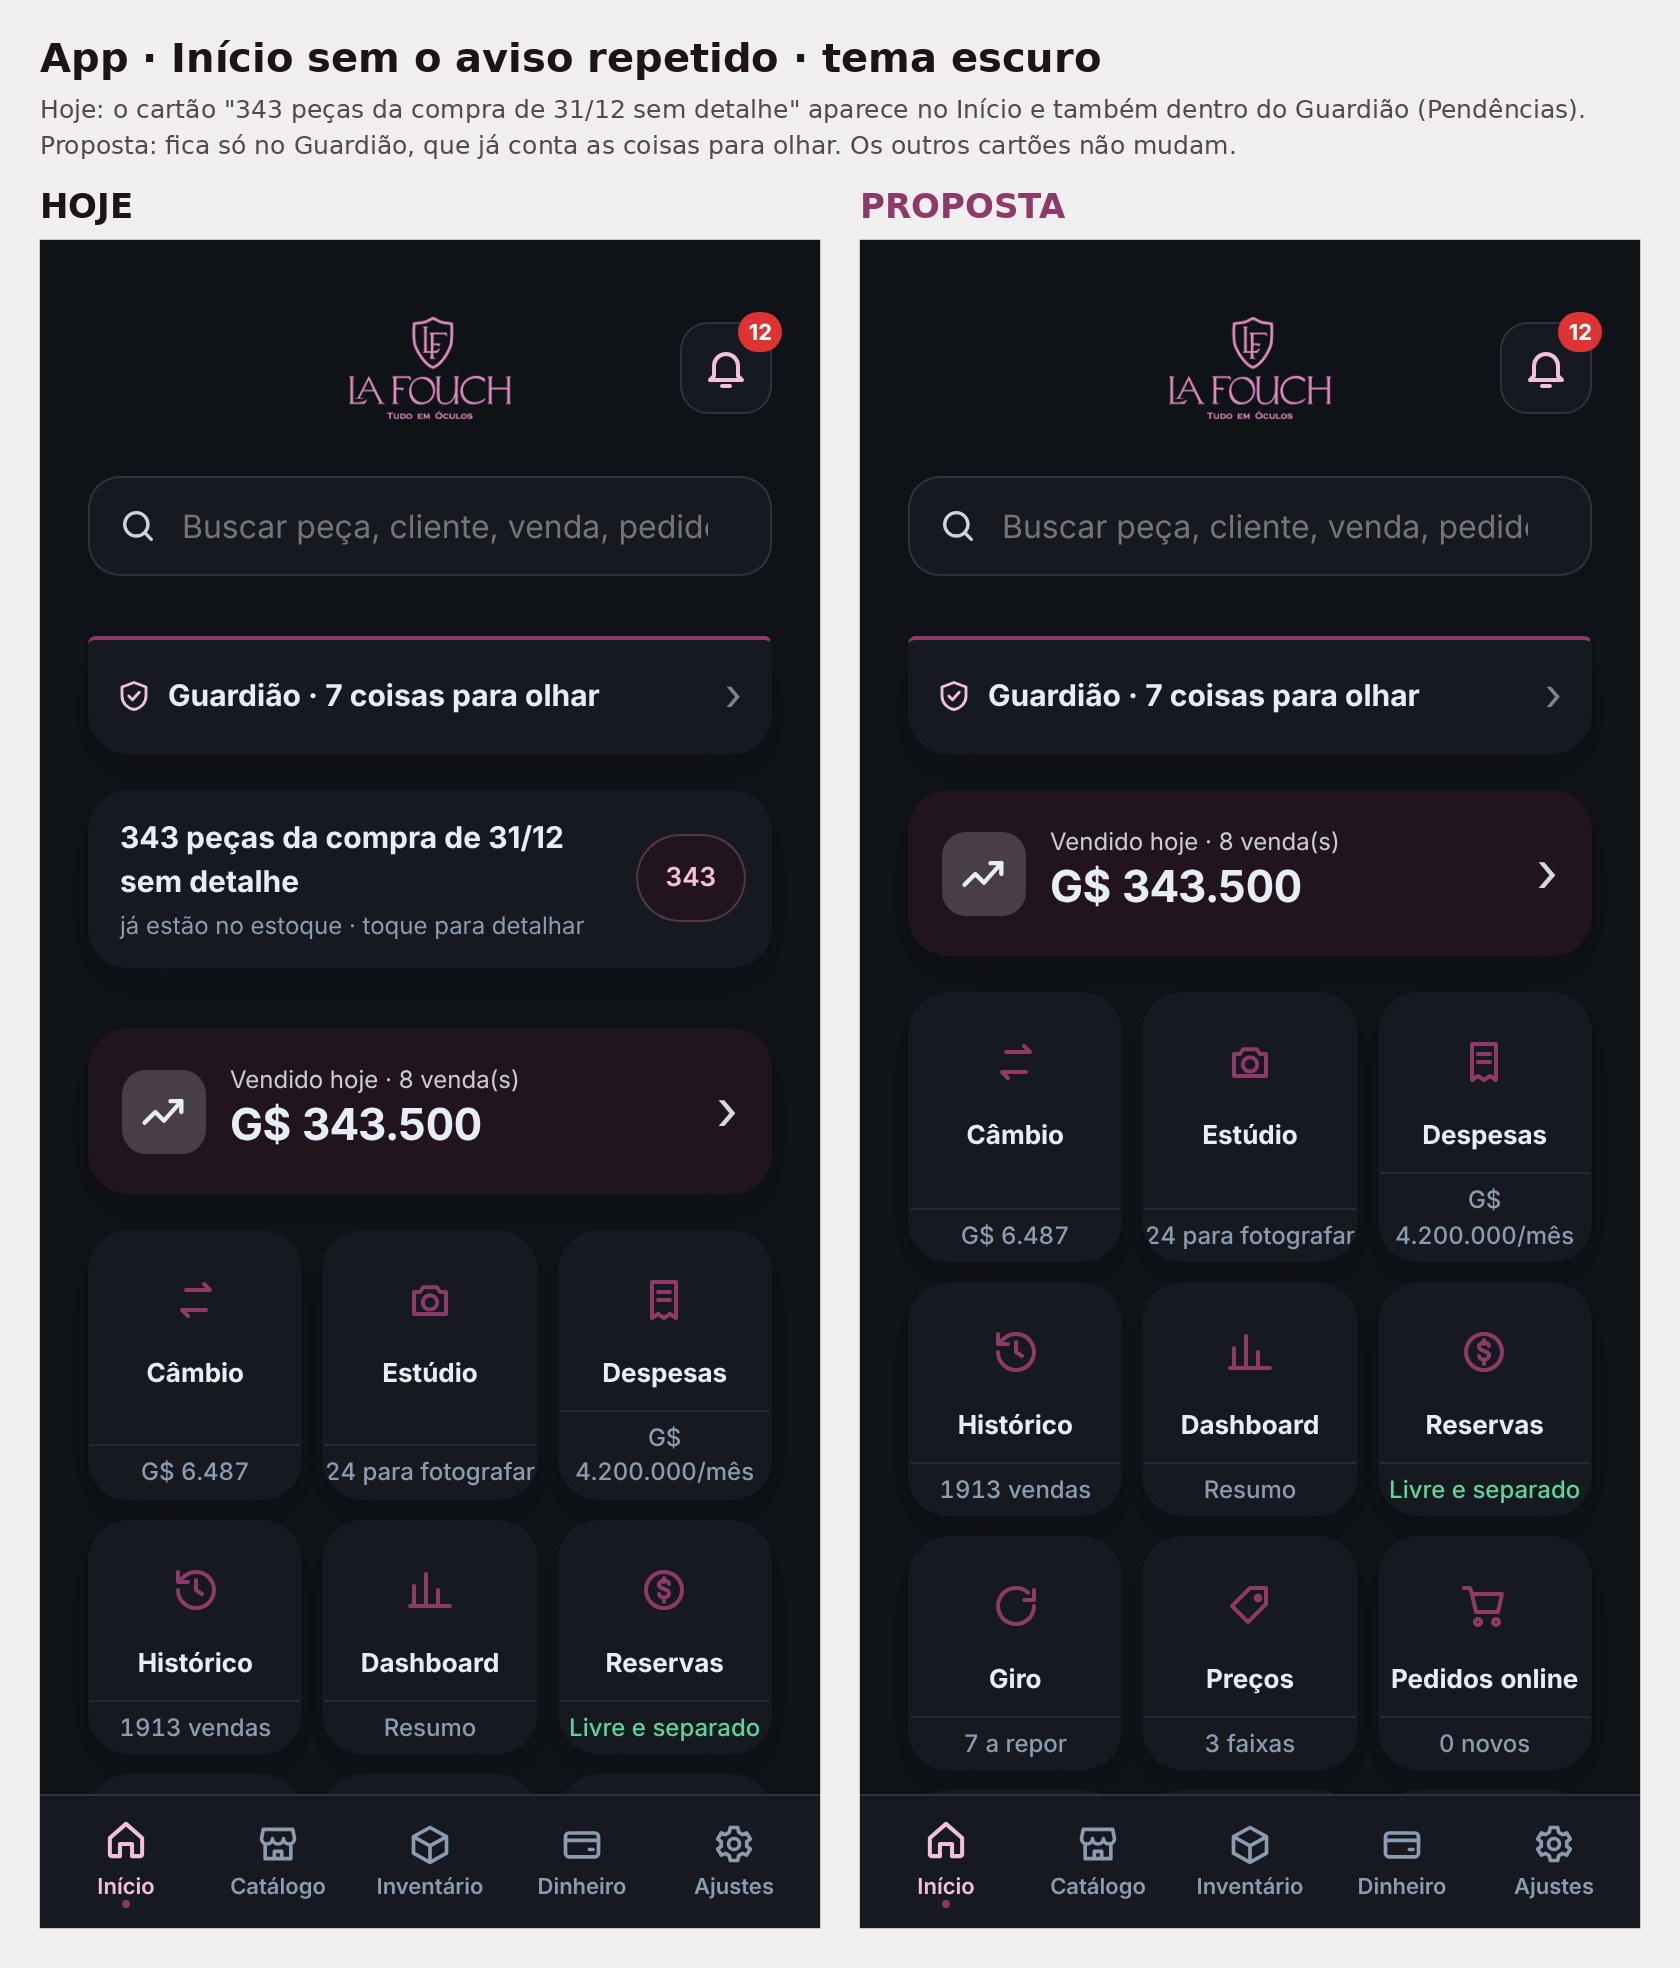 App · Início sem o aviso repetido · tema escuro
Hoje: o cartão "343 peças da compra de 31/12 sem detalhe" aparece no Início e também dentro do Guardião (Pendências).
Proposta: fica só no Guardião, que já conta as coisas para olhar. Os outros cartões não mudam.
HOJE
LF
LA FOUCH
TUDO EM ÓCULOS
12
Buscar peça, cliente, venda, pedid
Guardião · 7 coisas para olhar
343 peças da compra de 31/12
sem detalhe
já estão no estoque · toque para detalhar
343
Vendido hoje · 8 venda(s)
G$ 343.500
Câmbio
G$ 6.487
Estúdio
24 para fotografar
Despesas
G$
4.200.000/mês
Histórico
1913 vendas
Dashboard
Resumo
Reservas
Livre e separado
Início
Catálogo
Inventário
Dinheiro
Ajustes
PROPOSTA
LF
LA FOUCH
TUDO EM ÓCULOS
12
Buscar peça, cliente, venda, pedid
Guardião · 7 coisas para olhar
Vendido hoje · 8 venda(s)
G$ 343.500
Câmbio
G$ 6.487
Estúdio
24 para fotografar
Despesas
G$
4.200.000/mês
Histórico
1913 vendas
Dashboard
Resumo
Reservas
Livre e separado
Giro
7 a repor
Preços
3 faixas
Pedidos online
0 novos
Início
Catálogo
Inventário
Dinheiro
Ajustes